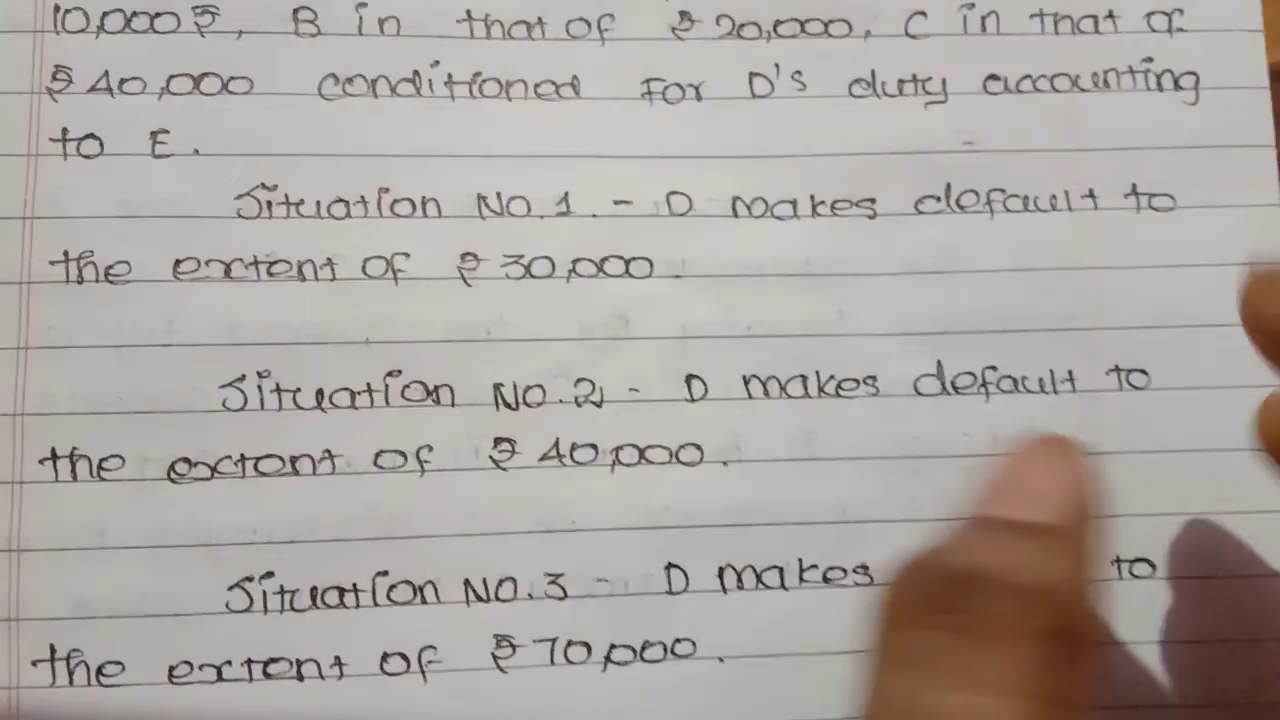 10,000₹, B in that of ₹20,000, C in that of
₹40,000 conditioned for D's duty accounting
to E.
Situation No.1. - D makes default to
the extent of ₹30,000.
Situation No.2 - D makes default to
the extent of ₹40,000.
Situation No.3 - D makes to
the extent of ₹70,000.